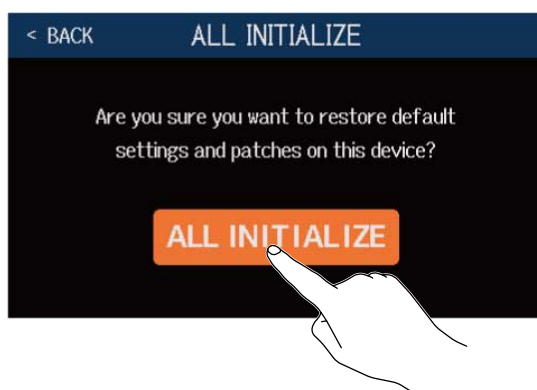 < BACK ALL INITIALIZE
Are you sure you want to restore default
settings and patches on this device?
ALL INITIALIZE